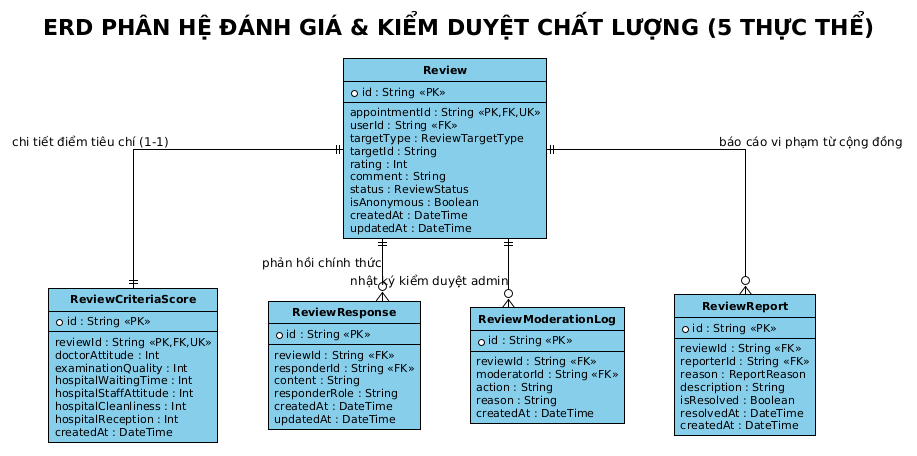 ERD PHÂN HỆ ĐÁNH GIÁ & KIỂM DUYỆT CHẤT LƯỢNG (5 THỰC THỂ)
Review
id : String «PK»
appointmentId : String «PK,FK,UK»
userId : String «FK»
targetType : ReviewTargetType
targetId : String
rating : Int
comment : String
status : ReviewStatus
isAnonymous : Boolean
createdAt : DateTime
updatedAt : DateTime
chi tiết điểm tiêu chí (1-1)
báo cáo vi phạm từ cộng đồng
phản hồi chính thức
nhật ký kiểm duyệt admin
ReviewCriteriaScore
id : String «PK»
reviewId : String «PK,FK,UK»
doctorAttitude : Int
examinationQuality : Int
hospitalWaitingTime : Int
hospitalStaffAttitude : Int
hospitalCleanliness : Int
hospitalReception : Int
createdAt : DateTime
ReviewResponse
id : String «PK»
reviewId : String «FK»
responderId : String «FK»
content : String
responderRole : String
createdAt : DateTime
updatedAt : DateTime
ReviewModerationLog
id : String «PK»
reviewId : String «FK»
moderatorId : String «FK»
action : String
reason : String
createdAt : DateTime
ReviewReport
id : String «PK»
reviewId : String «FK»
reporterId : String «FK»
reason : ReportReason
description : String
isResolved : Boolean
resolvedAt : DateTime
createdAt : DateTime